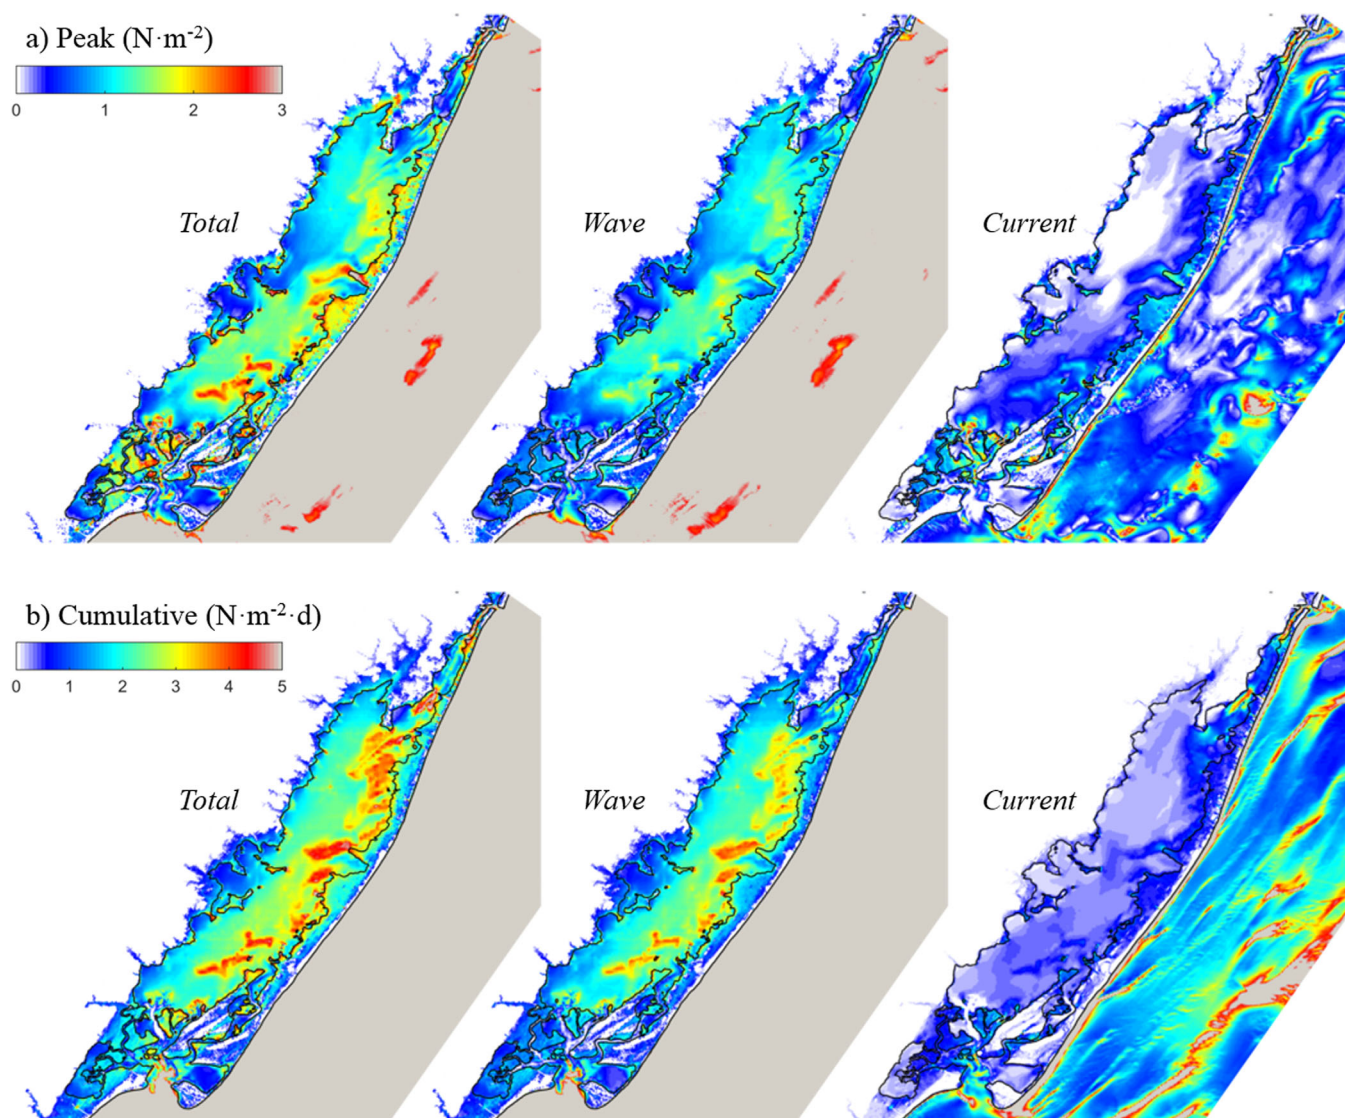 a) Peak (N·m⁻²)
0 1 2 3
Total Wave Current
b) Cumulative (N·m⁻²·d)
0 1 2 3 4 5
Total Wave Current